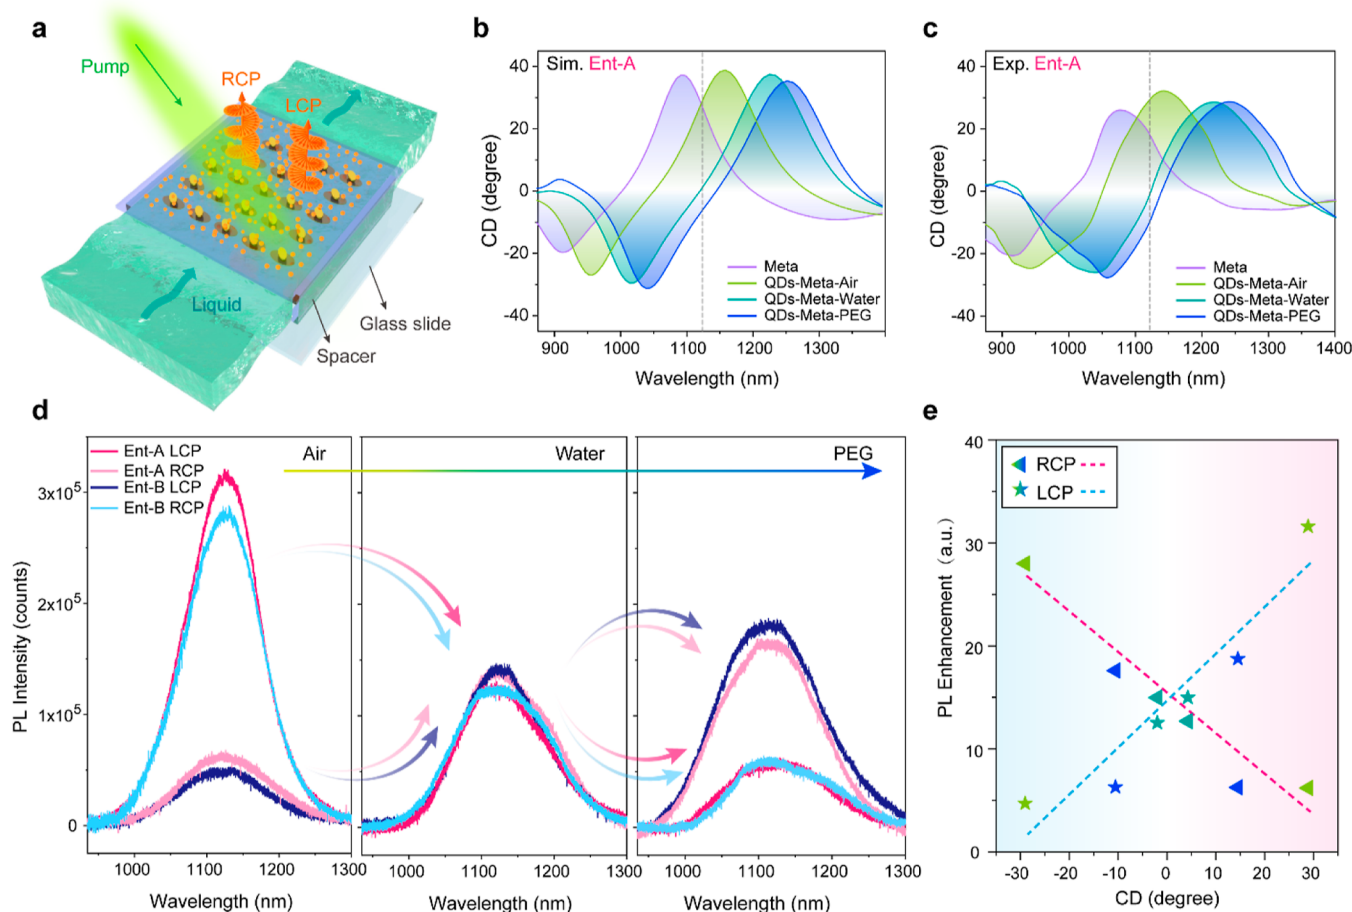 a
Pump
RCP
LCP
Liquid
Glass slide
Spacer
b
Sim. Ent-A
CD (degree)
40
20
0
-20
-40
Meta
QDs-Meta-Air
QDs-Meta-Water
QDs-Meta-PEG
900 1000 1100 1200 1300
Wavelength (nm)
c
Exp. Ent-A
CD (degree)
40
20
0
-20
-40
Meta
QDs-Meta-Air
QDs-Meta-Water
QDs-Meta-PEG
900 1000 1100 1200 1300 1400
Wavelength (nm)
d
PL Intensity (counts)
3x10⁵
2x10⁵
1x10⁵
0
Ent-A LCP
Ent-A RCP
Ent-B LCP
Ent-B RCP
Air
Water
PEG
1000 1100 1200 1300
1000 1100 1200 1300
1000 1100 1200 1300
Wavelength (nm)
Wavelength (nm)
Wavelength (nm)
e
PL Enhancement (a.u.)
40
30
20
10
0
RCP
LCP
-30 -20 -10 0 10 20 30
CD (degree)